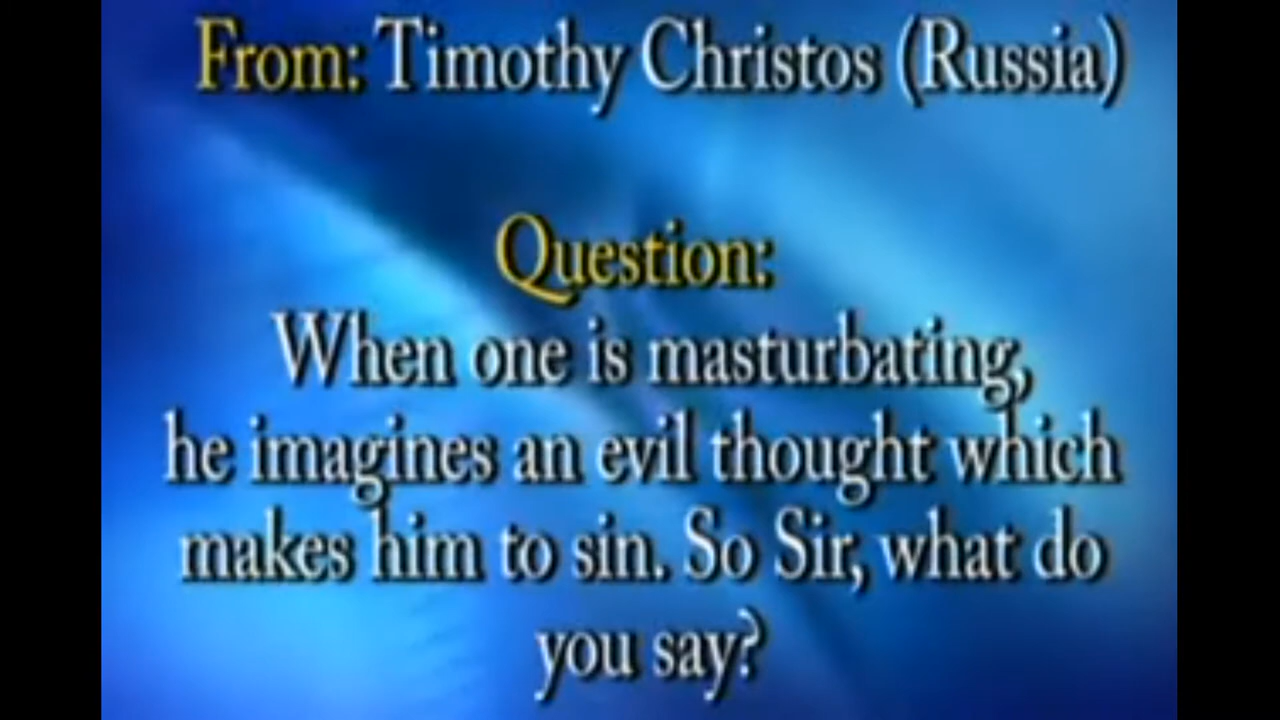 From: Timothy Christos (Russia)
Question:
When one is masturbating,
he imagines an evil thought which
makes him to sin. So Sir, what do
you say?